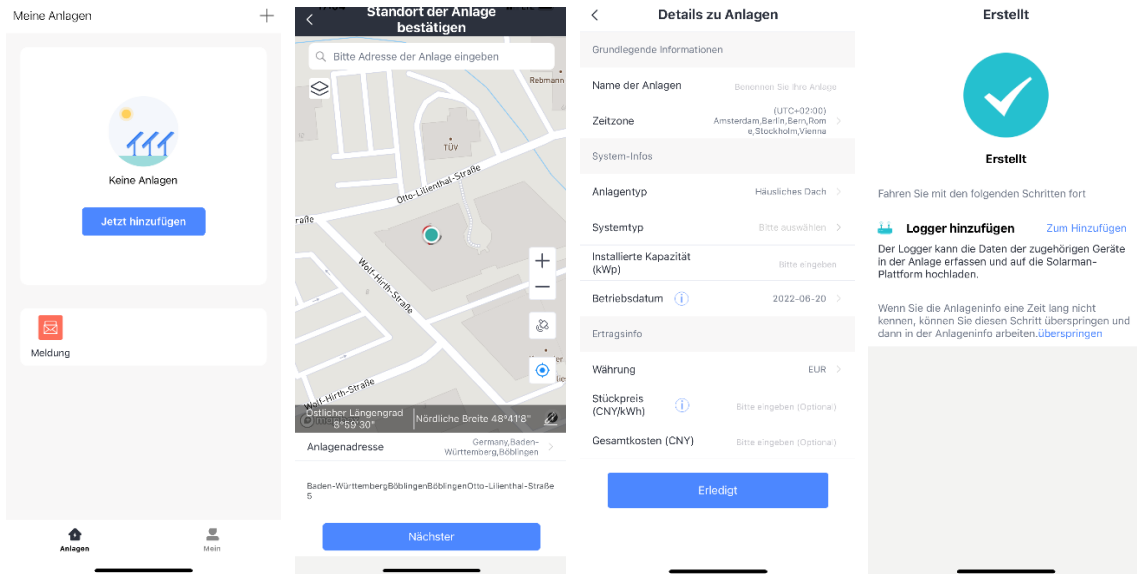 Meine Anlagen
Keine Anlagen
Jetzt hinzufügen
Meldung
Anlagen
Mein
Standort der Anlage
bestätigen
Bitte Adresse der Anlage eingeben
Rebmann
TÜV
Otto-Lilienthal-Straße
raße
Wolf-Hirth-Straße
Wolf-Hirth-Straße
Östlicher Längengrad
8°59'30"
Nördliche Breite 48°41'8"
Anlagenadresse
Germany,Baden-
Württemberg,Böblingen
Baden-WürttembergBöblingenBöblingenOtto-Lilienthal-Straße
5
Nächster
Details zu Anlagen
Grundlegende Informationen
Name der Anlagen
Benennen Sie Ihre Anlage
Zeitzone
(UTC+02:00)
Amsterdam,Berlin,Bern,Rom
e,Stockholm,Vienna
System-Infos
Anlagentyp
Häusliches Dach
Systemtyp
Bitte auswählen
Installierte Kapazität
(kWp)
Bitte eingeben
Betriebsdatum
2022-06-20
Ertragsinfo
Währung
EUR
Stückpreis
(CNY/kWh)
Bitte eingeben (Optional)
Gesamtkosten (CNY)
Bitte eingeben (Optional)
Erledigt
Erstellt
Erstellt
Fahren Sie mit den folgenden Schritten fort
Logger hinzufügen
Zum Hinzufügen
Der Logger kann die Daten der zugehörigen Geräte
in der Anlage erfassen und auf die Solarman-
Plattform hochladen.
Wenn Sie die Anlageninfo eine Zeit lang nicht
kennen, können Sie diesen Schritt überspringen und
dann in der Anlageninfo arbeiten.überspringen